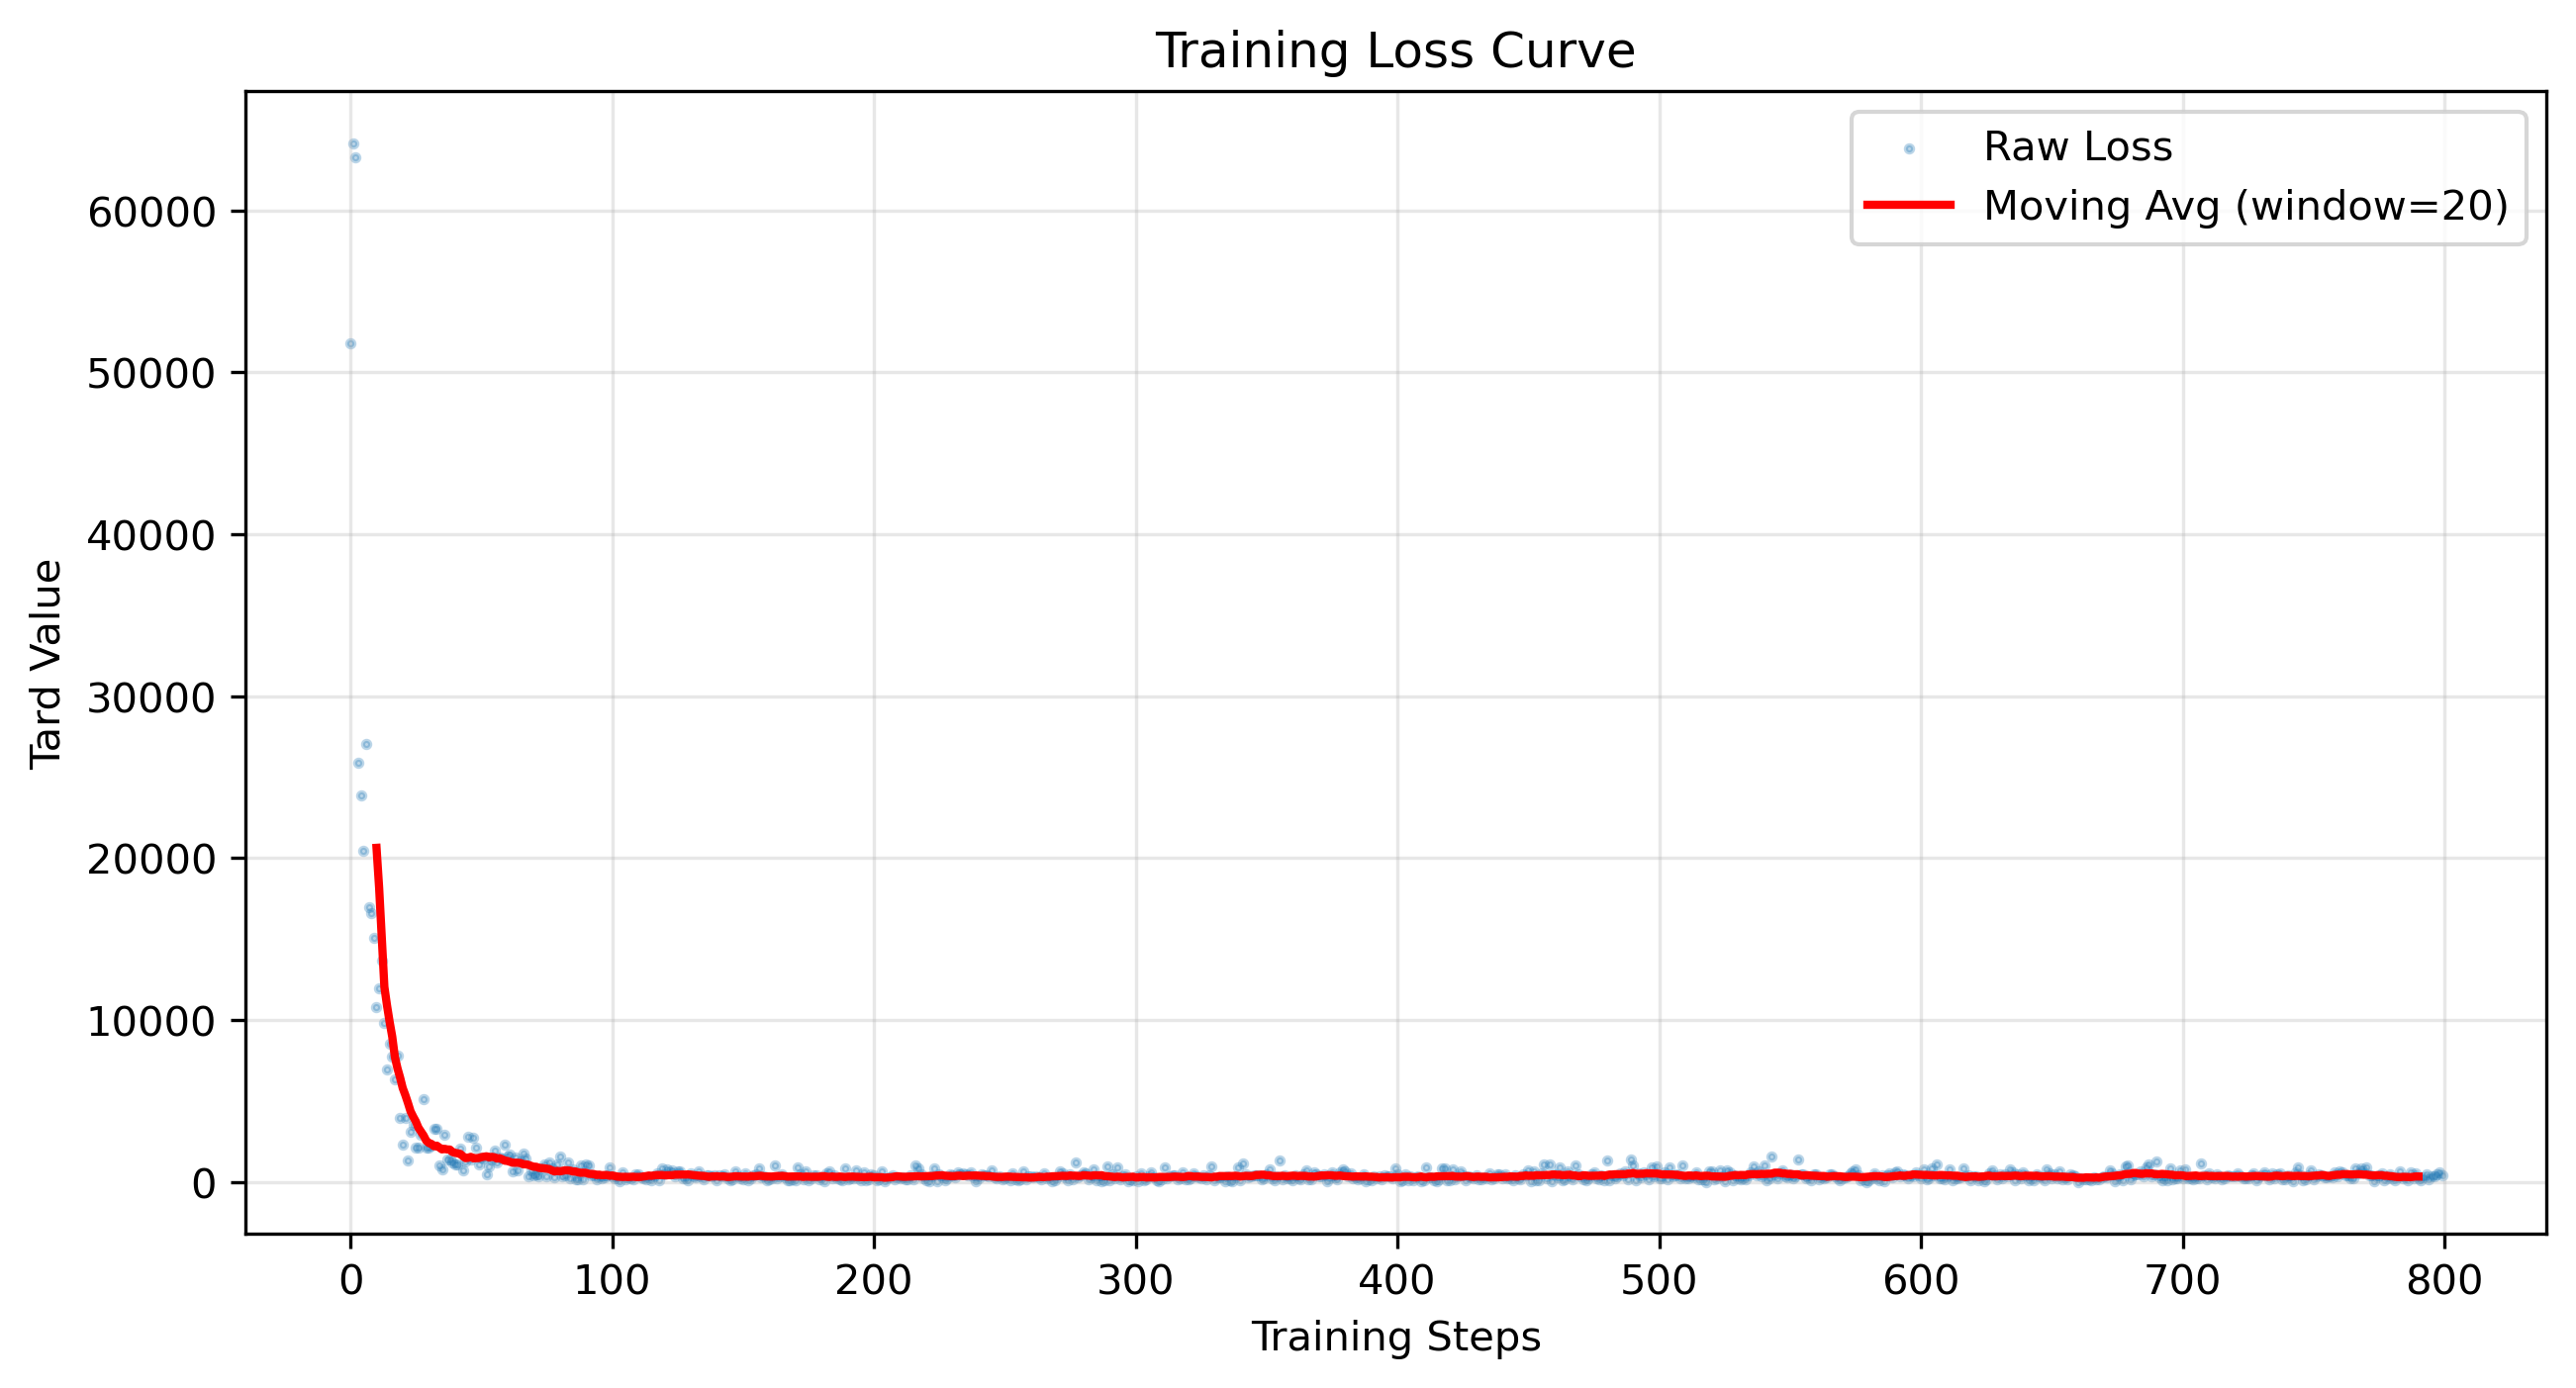 Training Loss Curve
Raw Loss
Moving Avg (window=20)
60000
50000
40000
30000
20000
10000
0
Tard Value
0 100 200 300 400 500 600 700 800
Training Steps